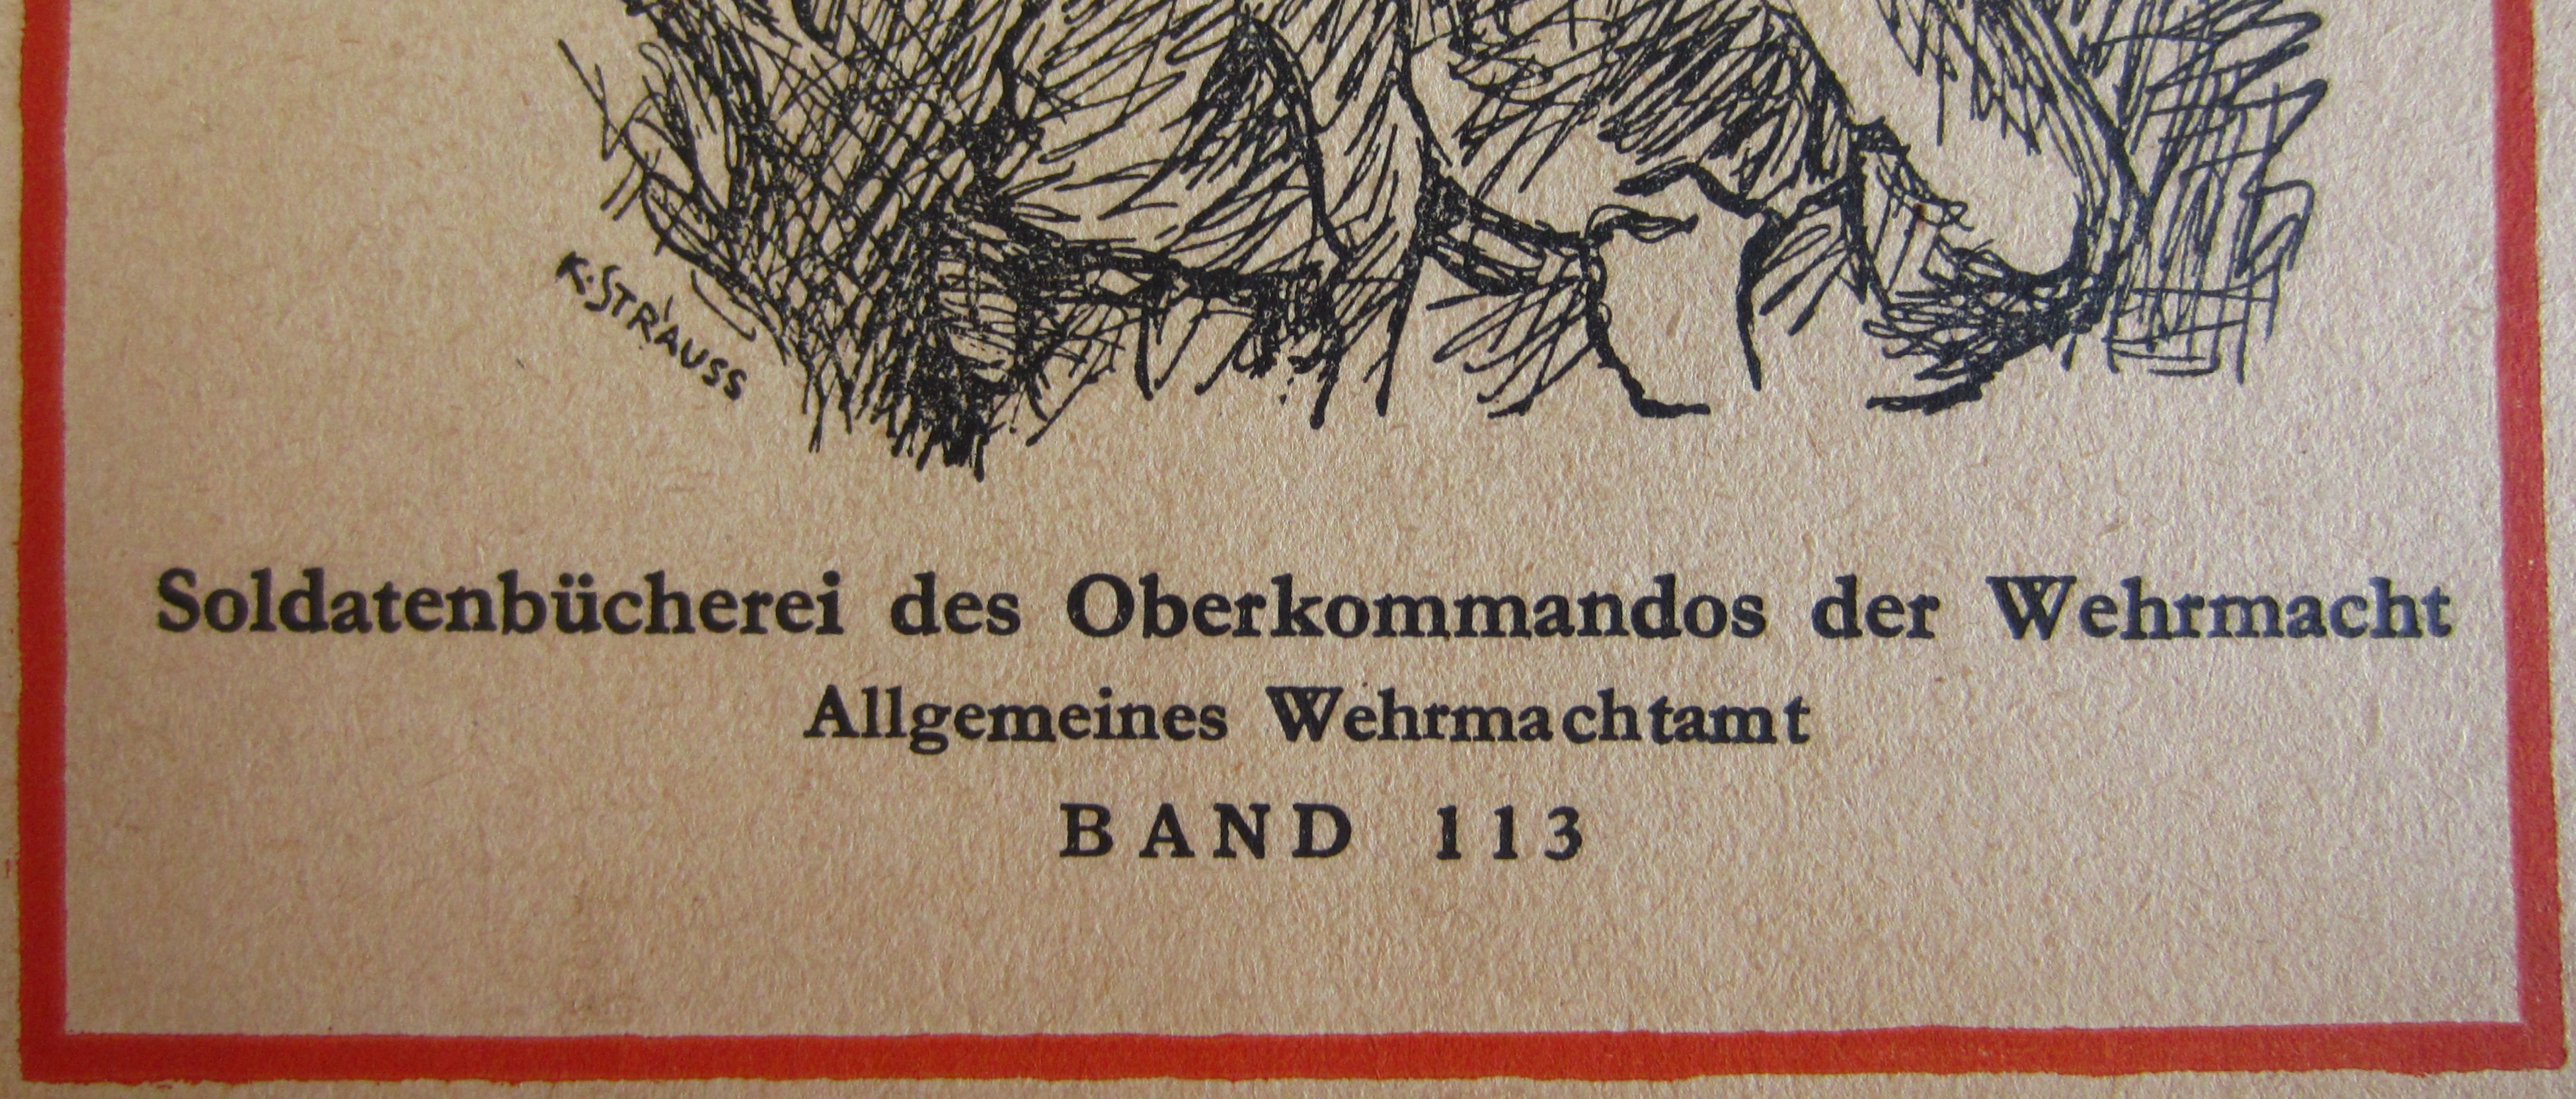 K. STRAUSS
Soldatenbücherei des Oberkommandos der Wehrmacht
Allgemeines Wehrmachtamt
BAND 113